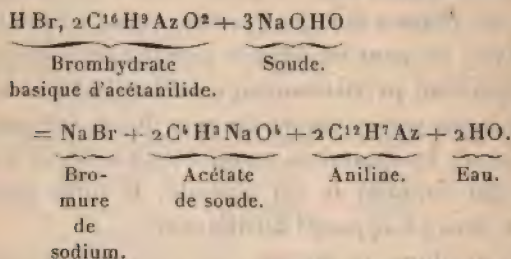 H Br, 2 C¹⁶ H⁹ Az O² + 3 Na O HO
Bromhydrate Soude.
basique d'acétanilide.
= Na Br + 2 C⁴ H³ Na O⁴ + 2 C¹² H⁷ Az + 2 HO.
Bro- Acétate Aniline. Eau.
mure de soude.
de
sodium.